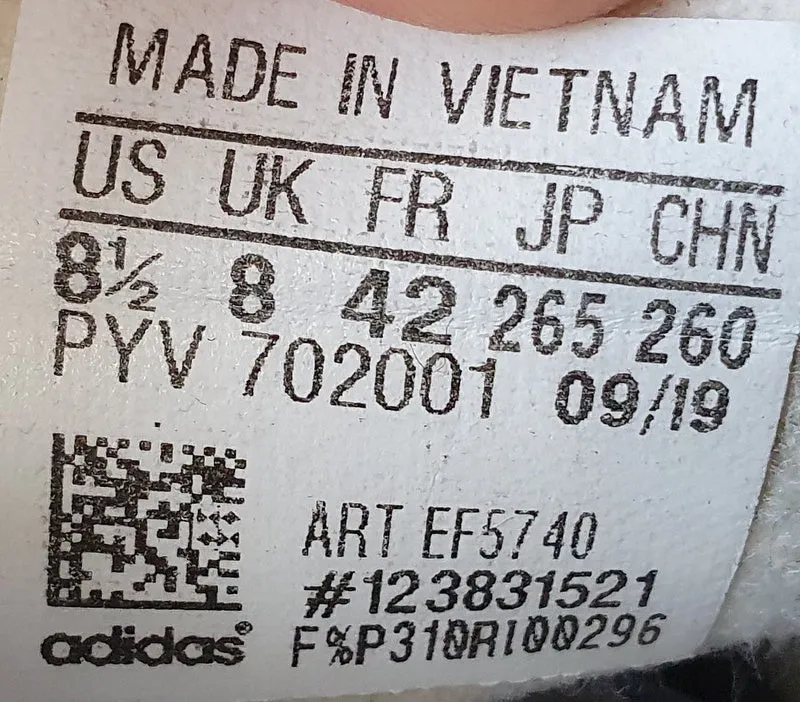 MADE IN VIETNAM
US UK FR JP CHN
8½ 8 42 265 260
PYV 702001 09/19
ART EF5740
#123831521
adidas® F%P310RI00296